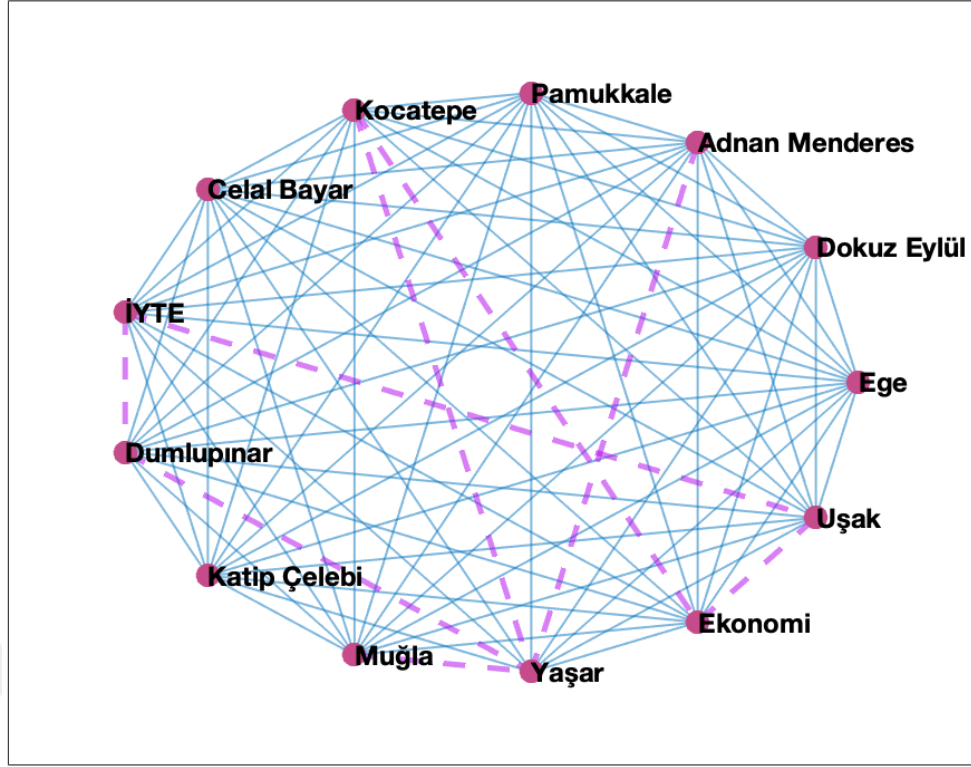 Pamukkale
Kocatepe
Adnan Menderes
Celal Bayar
Dokuz Eylül
İYTE
Ege
Dumlupınar
Uşak
Katip Çelebi
Ekonomi
Muğla
Yaşar